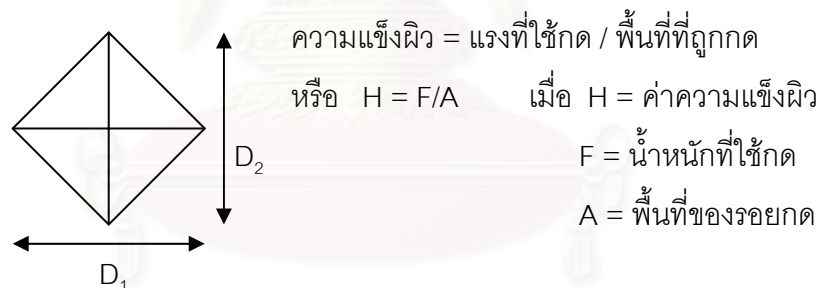 ความแข็งผิว = แรงที่ใช้กด / พื้นที่ที่ถูกกด
หรือ H = F/A เมื่อ H = ค่าความแข็งผิว
F = น้ำหนักที่ใช้กด
D₂
A = พื้นที่ของรอยกด
D₁